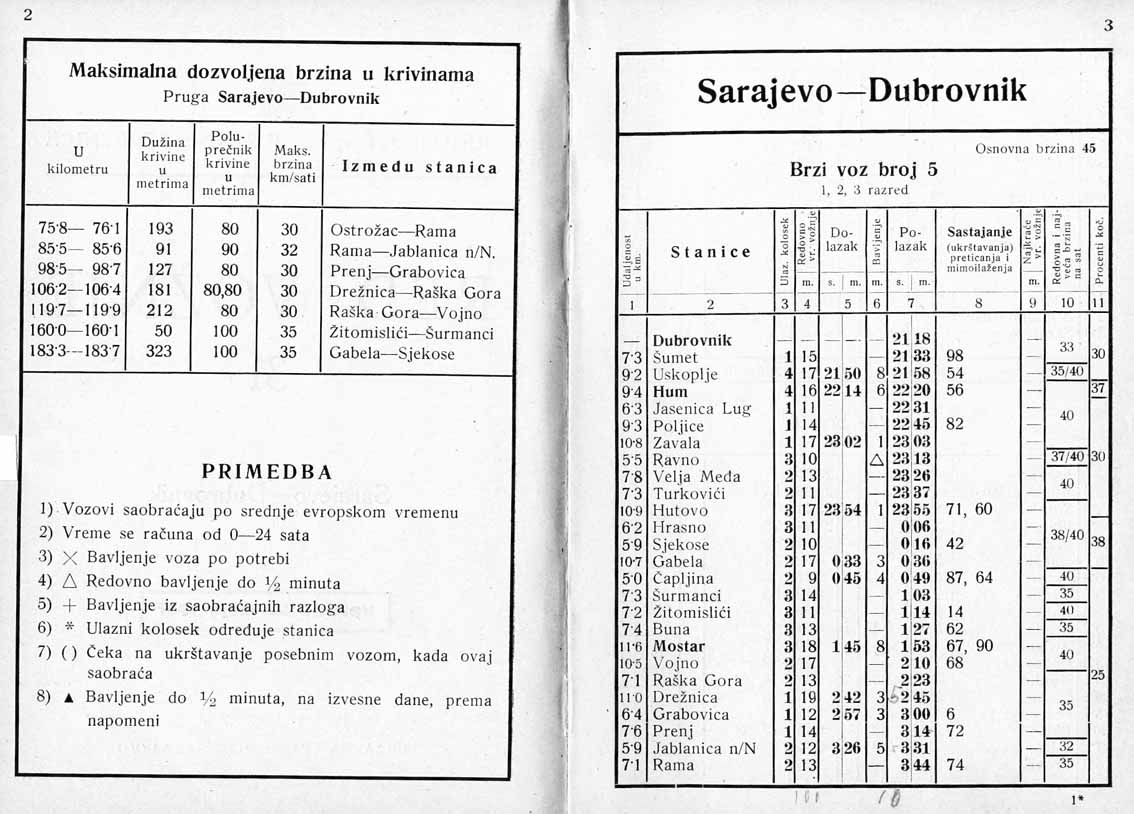 2
Maksimalna dozvoljena brzina u krivinama
Pruga Sarajevo—Dubrovnik
U kilometru | Dužina krivine u metrima | Polu-prečnik krivine u metrima | Maks. brzina km/sati | Između stanica
75·8— 76·1 193 80 30 Ostrožac—Rama
85·5— 85·6 91 90 32 Rama—Jablanica n/N.
98·5— 98·7 127 80 30 Prenj—Grabovica
106·2—106·4 181 80,80 30 Drežnica—Raška Gora
119·7—119·9 212 80 30 Raška Gora—Vojno
160·0—160·1 50 100 35 Žitomislići—Šurmanci
183·3—183·7 323 100 35 Gabela—Sjekose
PRIMEDBA
1) Vozovi saobraćaju po srednje evropskom vremenu
2) Vreme se računa od 0—24 sata
3) ✕ Bavljenje voza po potrebi
4) △ Redovno bavljenje do ½ minuta
5) + Bavljenje iz saobraćajnih razloga
6) * Ulazni kolosek određuje stanica
7) ( ) Čeka na ukrštavanje posebnim vozom, kada ovaj
saobraća
8) ▲ Bavljenje do ½ minuta, na izvesne dane, prema
napomeni
3
Sarajevo—Dubrovnik
Osnovna brzina 45
Brzi voz broj 5
1, 2, 3 razred
Udaljenost u km. | Stanice | Ulaz. kolosek | Redovno vr. vožnje m. | Dolazak s. m. | Bavljenje m. | Polazak s. m. | Sastajanje (ukrštavanja) preticanja i mimoilaženja | Najkraće vr. vožnje m. | Redovna i naj-veća brzina na sat | Procenti koč.
1 2 3 4 5 6 7 8 9 10 11
— Dubrovnik — — — — — 21 18 —
33 30
7·3 Šumet 1 15 — — 21 33 98 —
9·2 Uskoplje 4 17 21 50 8 21 58 54 — 35/40
9·4 Hum 4 16 22 14 6 22 20 56 — 37
6·3 Jasenica Lug 1 11 — 22 31 —
40
9·3 Poljice 1 14 — 22 45 82 —
10·8 Zavala 1 17 23 02 1 23 03 —
5·5 Ravno 3 10 △ 23 13 — 37/40 30
7·8 Velja Međa 2 13 — 23 26 —
40
7·3 Turkovići 2 11 — 23 37 —
10·9 Hutovo 3 17 23 54 1 23 55 71, 60 —
6·2 Hrasno 3 11 — 0 06 —
38/40 38
5·9 Sjekose 2 10 — 0 16 42 —
10·7 Gabela 2 17 0 33 3 0 36 —
5·0 Čapljina 2 9 0 45 4 0 49 87, 64 — 40
7·3 Šurmanci 3 14 — 1 03 — 35
7·2 Žitomislići 3 11 — 1 14 14 — 40
7·4 Buna 3 13 — 1 27 62 — 35
11·6 Mostar 3 18 1 45 8 1 53 67, 90 —
40
10·5 Vojno 2 17 — 2 10 68 —
7·1 Raška Gora 2 13 — 2 23 — 25
11·0 Drežnica 1 19 2 42 3 2 45 —
35
6·4 Grabovica 1 12 2 57 3 3 00 6 —
7·6 Prenj 1 14 — 3 14 72 —
5·9 Jablanica n/N 2 12 3 26 5 3 31 — 32
7·1 Rama 2 13 — 3 44 74 — 35
1*